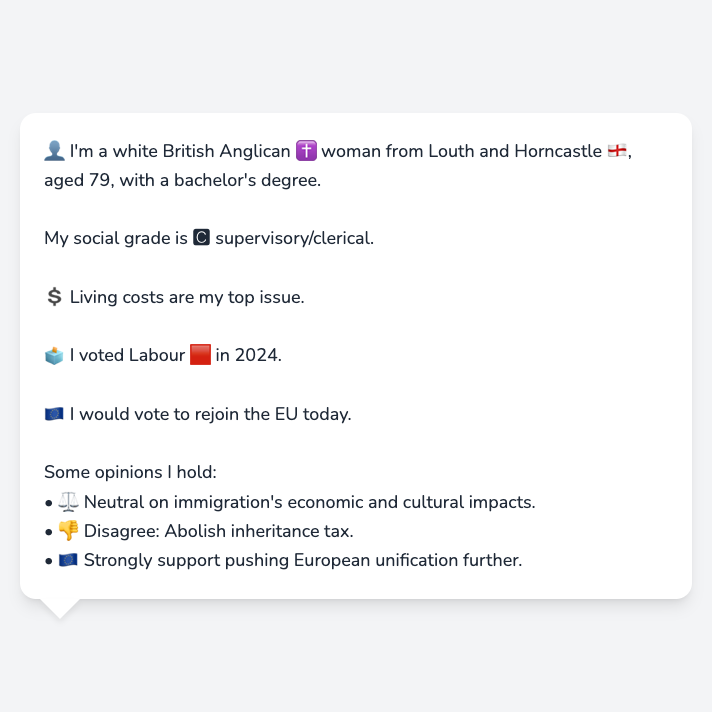 👤 I'm a white British Anglican ✝️ woman from Louth and Horncastle 🏴󠁧󠁢󠁥󠁮󠁧󠁿,
aged 79, with a bachelor's degree.
My social grade is 🅲 supervisory/clerical.
💲 Living costs are my top issue.
🗳️ I voted Labour 🟥 in 2024.
🇪🇺 I would vote to rejoin the EU today.
Some opinions I hold:
• ⚖️ Neutral on immigration's economic and cultural impacts.
• 👎 Disagree: Abolish inheritance tax.
• 🇪🇺 Strongly support pushing European unification further.